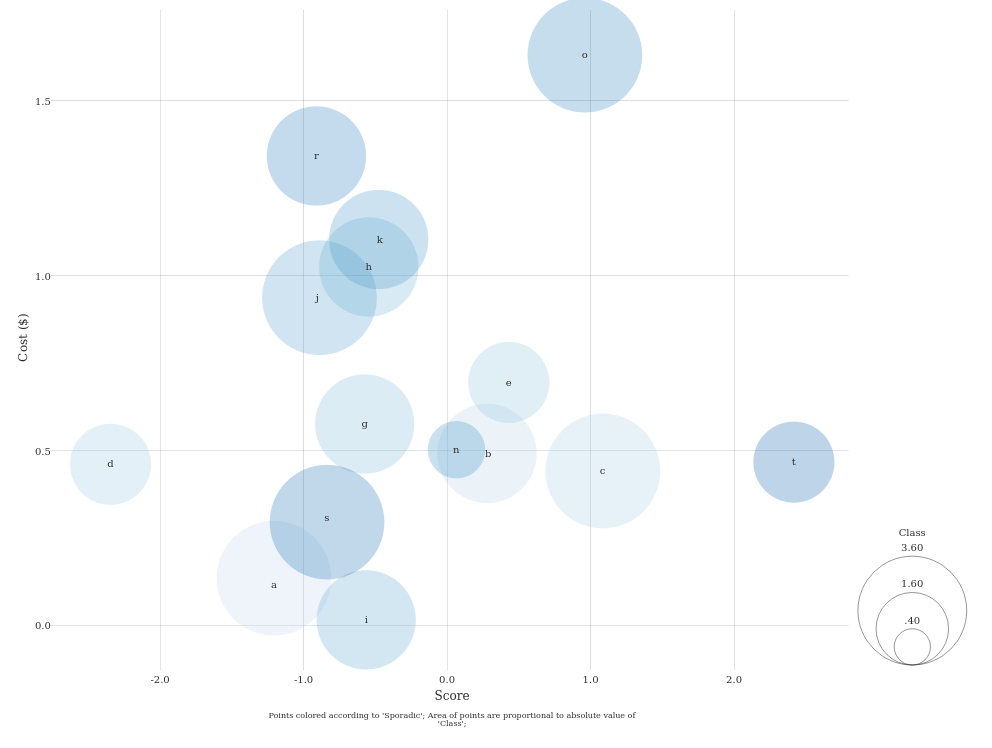 o
1.5
r
k
h
1.0
j
Cost ($)
e
g
n
b
0.5
d
c
t
s
Class
3.60
a
1.60
i
.40
0.0
-2.0 -1.0 0.0 1.0 2.0
Score
Points colored according to 'Sporadic'; Area of points are proportional to absolute value of
'Class';